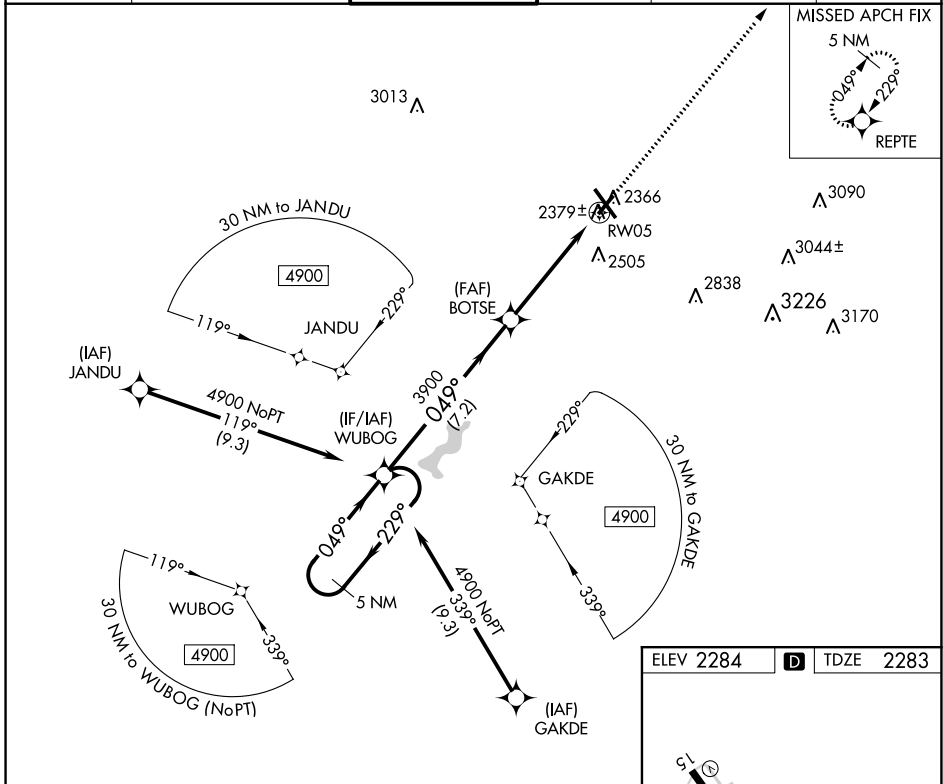 MISSED APCH FIX
5 NM
049°
229°
REPTE
3013
2366
2379±
RW05
2505
3090
3044±
2838
3226
3170
30 NM to JANDU
4900
119°
229°
JANDU
(FAF)
BOTSE
(IAF)
JANDU
4900 NoPT
119°
(9.3)
3900
049°
(7.2)
(IF/IAF)
WUBOG
229°
GAKDE
4900
30 NM to GAKDE
339°
049°
229°
5 NM
4900 NoPT
339°
(9.3)
119°
WUBOG
339°
4900
30 NM to WUBOG (NoPT)
(IAF)
GAKDE
ELEV 2284
D
TDZE 2283
15